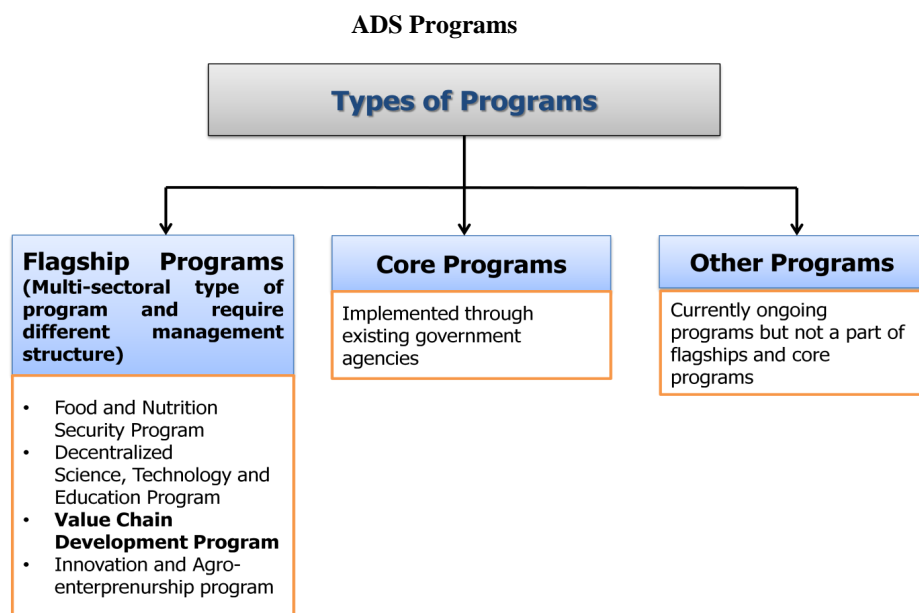 ADS Programs
Types of Programs
Flagship Programs
(Multi-sectoral type of
program and require
different management
structure)
• Food and Nutrition
Security Program
• Decentralized
Science, Technology and
Education Program
• Value Chain
Development Program
• Innovation and Agro-
enterprenurship program
Core Programs
Implemented through
existing government
agencies
Other Programs
Currently ongoing
programs but not a part of
flagships and core
programs